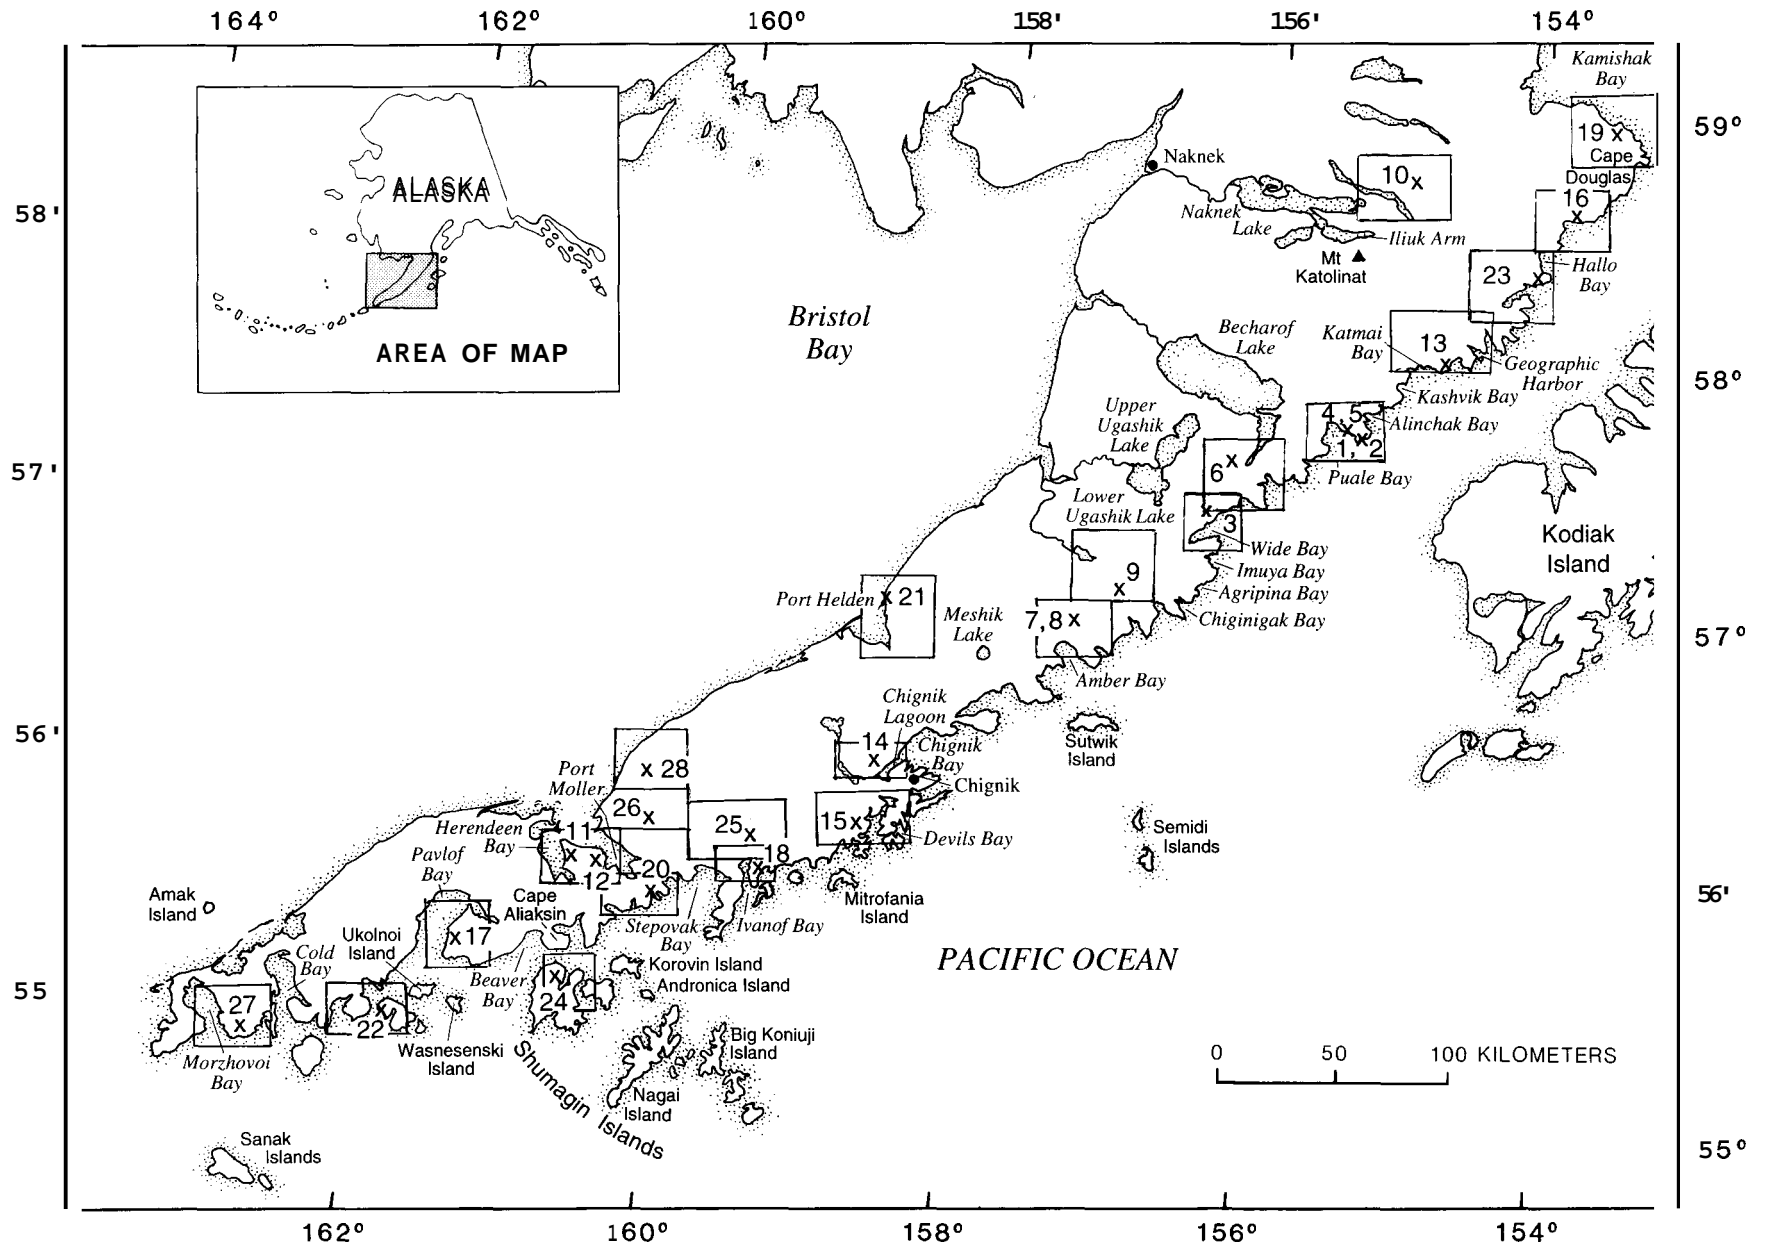 164°
162°
160°
158'
156'
154°
Kamishak
Bay
59°
19 x
Cape
Douglas
Naknek
10 x
16
x
58'
Naknek
Lake
Iliuk Arm
Mt
Katolinat
Hallo
Bay
23
x
ALASKA
AREA OF MAP
Bristol
Bay
Becharof
Lake
Katmai
Bay
13
x
Geographic
Harbor
58°
Kashvik Bay
Upper
Ugashik
Lake
4
5
x
x
1, 2
Alinchak Bay
Puale Bay
57'
6
x
Lower
Ugashik Lake
x
3
Wide Bay
Imuya Bay
Agripina Bay
Chiginigak Bay
Kodiak
Island
9
x
Port Helden
x 21
Meshik
Lake
7,8 x
57°
Amber Bay
Chignik
Lagoon
56'
14
x
Chignik
Bay
Chignik
Sutwik
Island
Port
Moller
x 28
26
x
25
x
15 x
Devils Bay
Semidi
Islands
Herendeen
Bay
11
x
x
12
Pavlof
Bay
20
x
18
x
Cape
Aliaksin
Mitrofania
Island
56'
Amak
Island
Stepovak
Bay
Ivanof Bay
Ukolnoi
Island
x 17
Cold
Bay
PACIFIC OCEAN
Korovin Island
Andronica Island
Beaver
Bay
x
24
55
27
x
x
22
Wasnesenski
Island
Morzhovoi
Bay
Big Koniuji
Island
Nagai
Island
Shumagin Islands
0 50 100 KILOMETERS
Sanak
Islands
55°
162°
160°
158°
156°
154°